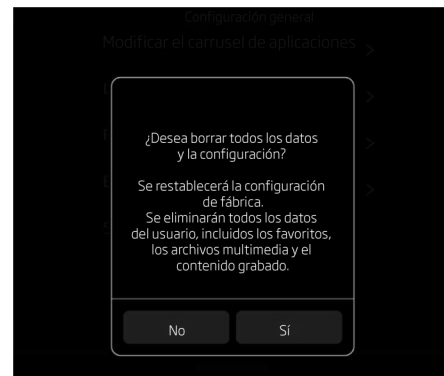 Configuración general
Modificar el carrusel de aplicaciones
¿Desea borrar todos los datos
y la configuración?
Se restablecerá la configuración
de fábrica.
Se eliminarán todos los datos
del usuario, incluidos los favoritos,
los archivos multimedia y el
contenido grabado.
No
Sí